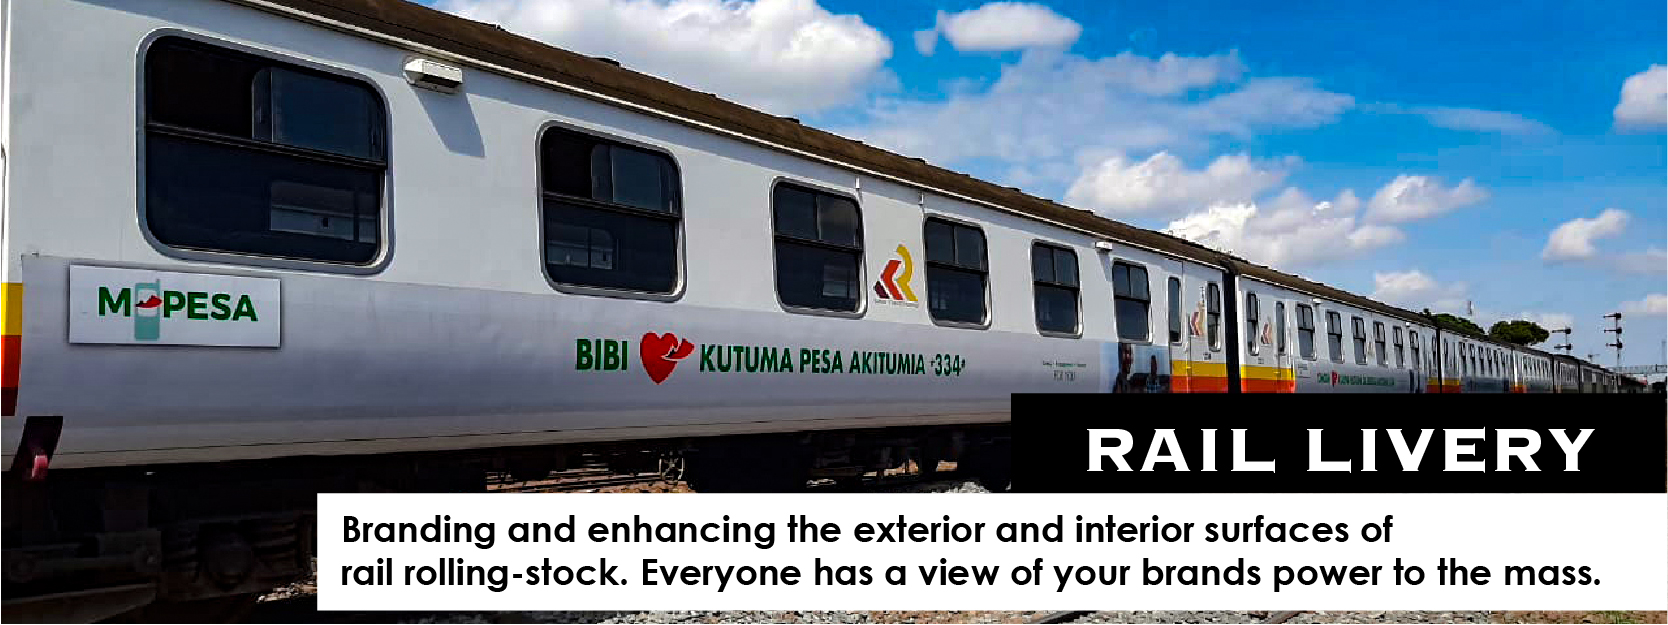 M-PESA
BIBI KUTUMA PESA AKITUMIA *334#
RAIL LIVERY
Branding and enhancing the exterior and interior surfaces of
rail rolling-stock. Everyone has a view of your brands power to the mass.